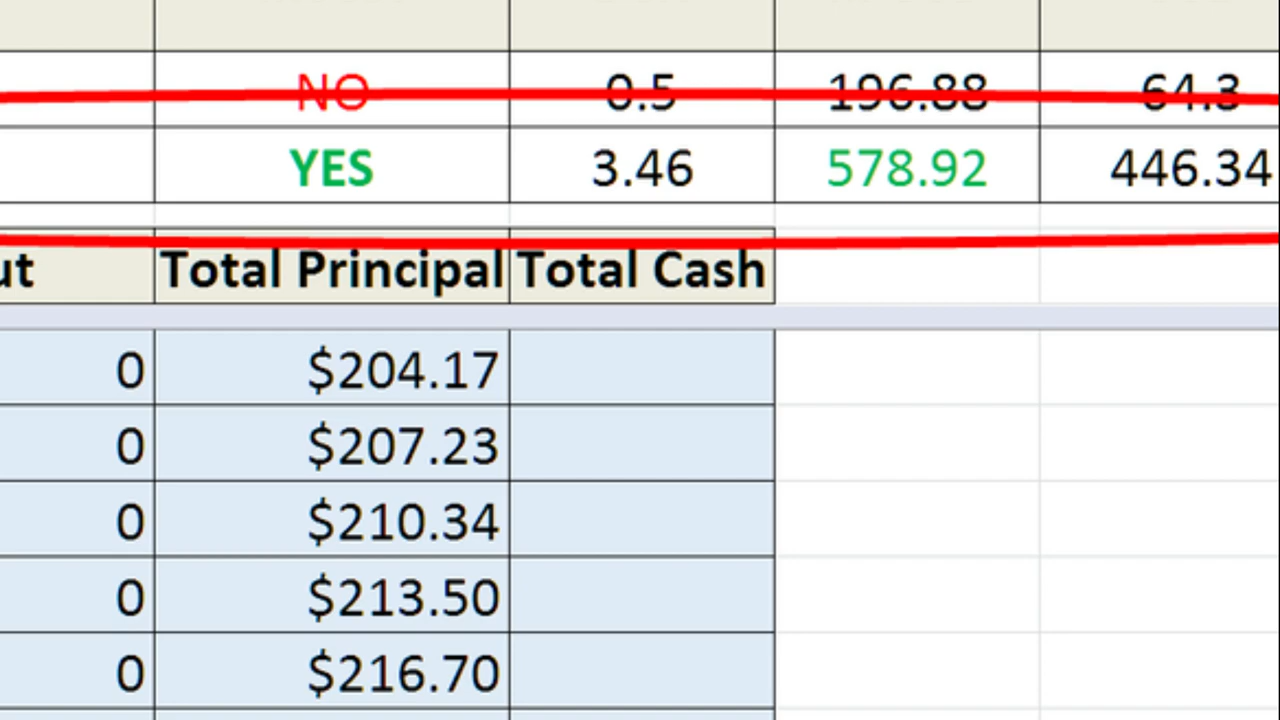 NO 0.5 196.88 64.3
YES 3.46 578.92 446.34
ut Total Principal Total Cash
0 $204.17
0 $207.23
0 $210.34
0 $213.50
0 $216.70